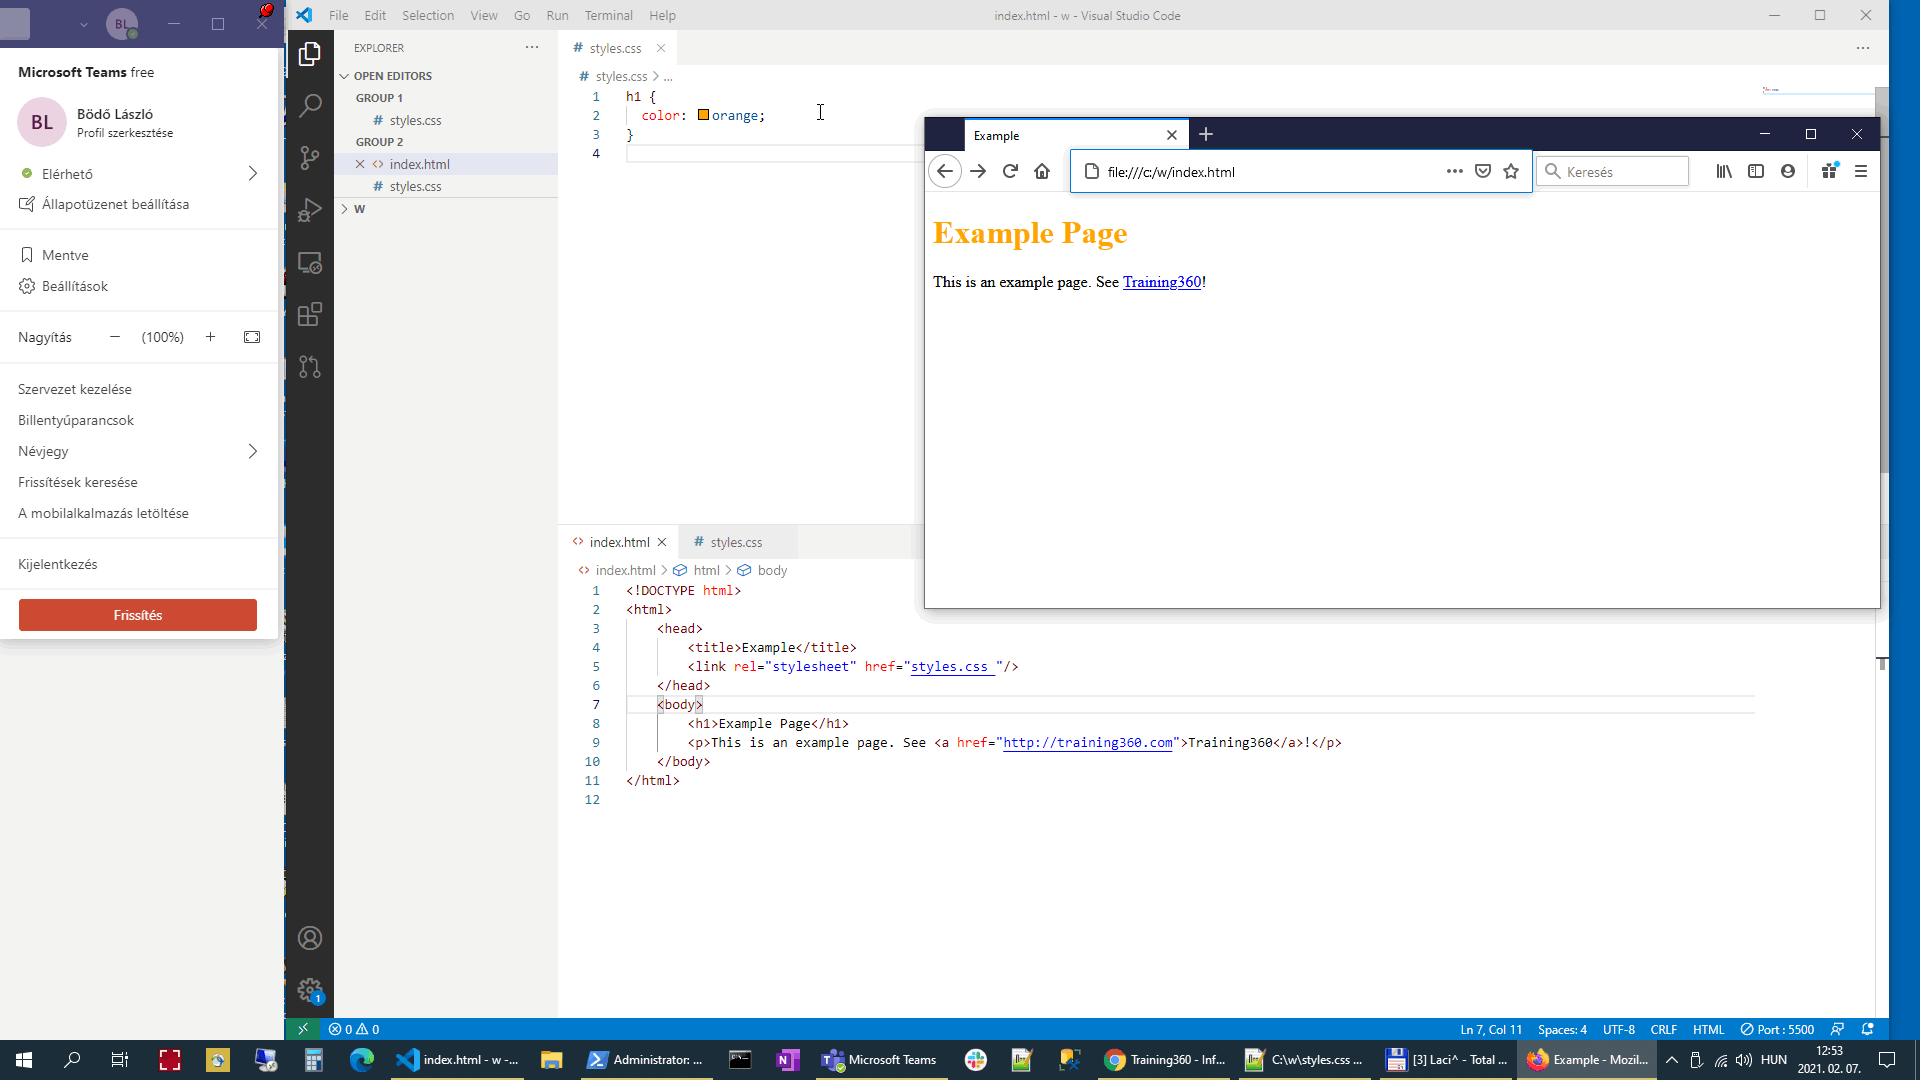 BL
Microsoft Teams free
BL
Bödő László
Profil szerkesztése
Elérhető
Állapotüzenet beállítása
Mentve
Beállítások
Nagyítás
(100%)
Szervezet kezelése
Billentyűparancsok
Névjegy
Frissítések keresése
A mobilalkalmazás letöltése
Kijelentkezés
Frissítés
File Edit Selection View Go Run Terminal Help
index.html - w - Visual Studio Code
EXPLORER
OPEN EDITORS
GROUP 1
# styles.css
GROUP 2
<> index.html
# styles.css
W
1
# styles.css
# styles.css > ...
1 h1 {
2 color: orange;
3 }
4
Example
file:///c:/w/index.html
Keresés
Example Page
This is an example page. See Training360!
<> index.html
# styles.css
<> index.html > html > body
1 <!DOCTYPE html>
2 <html>
3 <head>
4 <title>Example</title>
5 <link rel="stylesheet" href="styles.css "/>
6 </head>
7 <body>
8 <h1>Example Page</h1>
9 <p>This is an example page. See <a href="http://training360.com">Training360</a>!</p>
10 </body>
11 </html>
12
0 0
Ln 7, Col 11 Spaces: 4 UTF-8 CRLF HTML Port : 5500
index.html - w -...
Administrator: ...
Microsoft Teams
Training360 - Inf...
C:\w\styles.css ...
[3] Laci^ - Total ...
Example - Mozil...
HUN
12:53
2021. 02. 07.